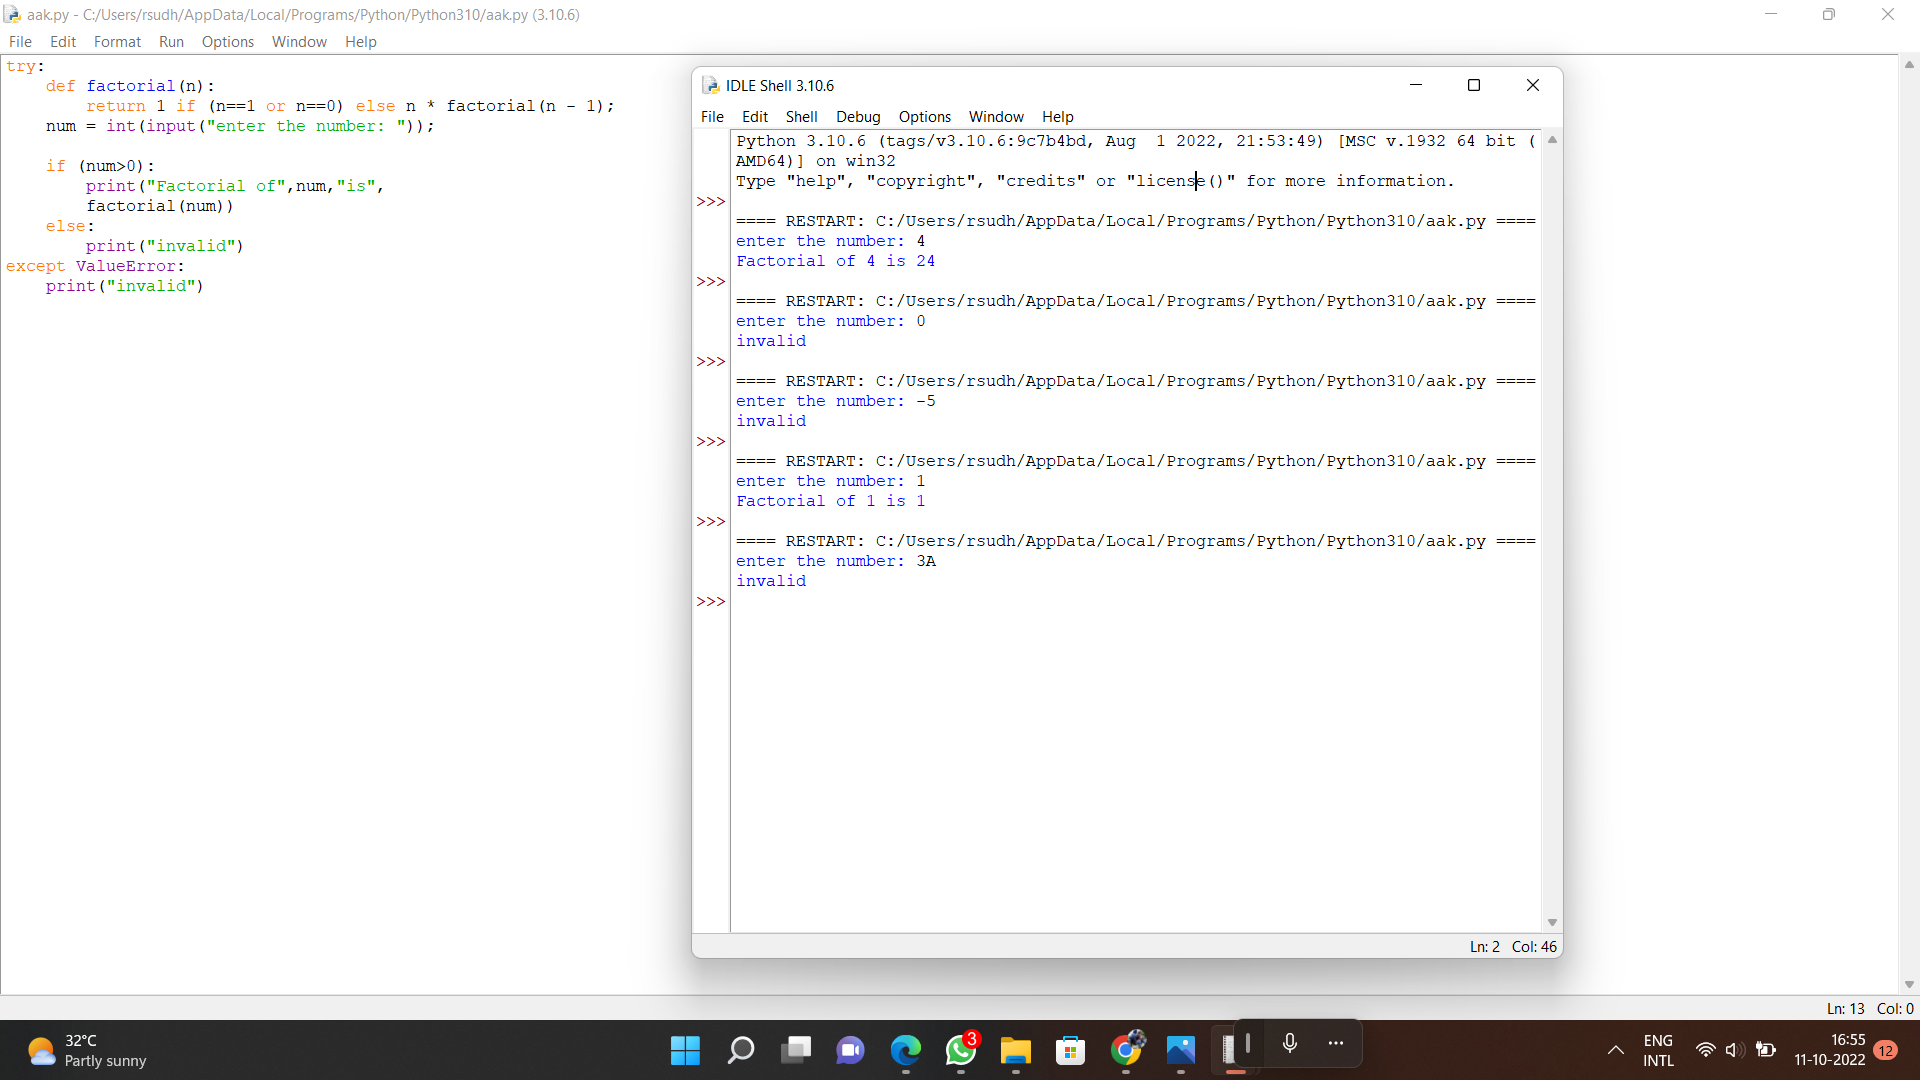 aak.py - C:/Users/rsudh/AppData/Local/Programs/Python/Python310/aak.py (3.10.6)
File Edit Format Run Options Window Help
try:
    def factorial(n):
        return 1 if (n==1 or n==0) else n * factorial(n - 1);
    num = int(input("enter the number: "));
    if (num>0):
        print("Factorial of",num,"is",
        factorial(num))
    else:
        print("invalid")
except ValueError:
    print("invalid")
IDLE Shell 3.10.6
File Edit Shell Debug Options Window Help
Python 3.10.6 (tags/v3.10.6:9c7b4bd, Aug  1 2022, 21:53:49) [MSC v.1932 64 bit (
AMD64)] on win32
Type "help", "copyright", "credits" or "license()" for more information.
>>>
==== RESTART: C:/Users/rsudh/AppData/Local/Programs/Python/Python310/aak.py ====
enter the number: 4
Factorial of 4 is 24
>>>
==== RESTART: C:/Users/rsudh/AppData/Local/Programs/Python/Python310/aak.py ====
enter the number: 0
invalid
>>>
==== RESTART: C:/Users/rsudh/AppData/Local/Programs/Python/Python310/aak.py ====
enter the number: -5
invalid
>>>
==== RESTART: C:/Users/rsudh/AppData/Local/Programs/Python/Python310/aak.py ====
enter the number: 1
Factorial of 1 is 1
>>>
==== RESTART: C:/Users/rsudh/AppData/Local/Programs/Python/Python310/aak.py ====
enter the number: 3A
invalid
>>>
Ln: 2 Col: 46
Ln: 13 Col: 0
32°C
Partly sunny
3
ENG
INTL
16:55
11-10-2022
12